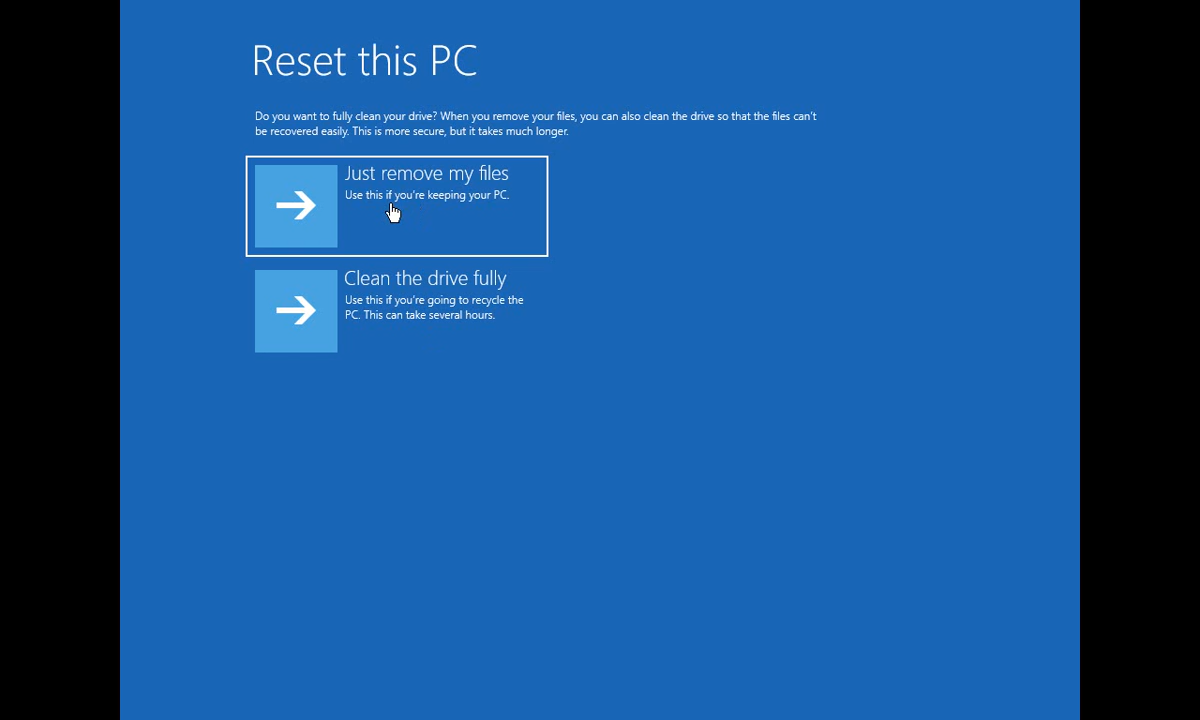 Reset this PC
Do you want to fully clean your drive? When you remove your files, you can also clean the drive so that the files can't
be recovered easily. This is more secure, but it takes much longer.
Just remove my files
Use this if you're keeping your PC.
Clean the drive fully
Use this if you're going to recycle the
PC. This can take several hours.